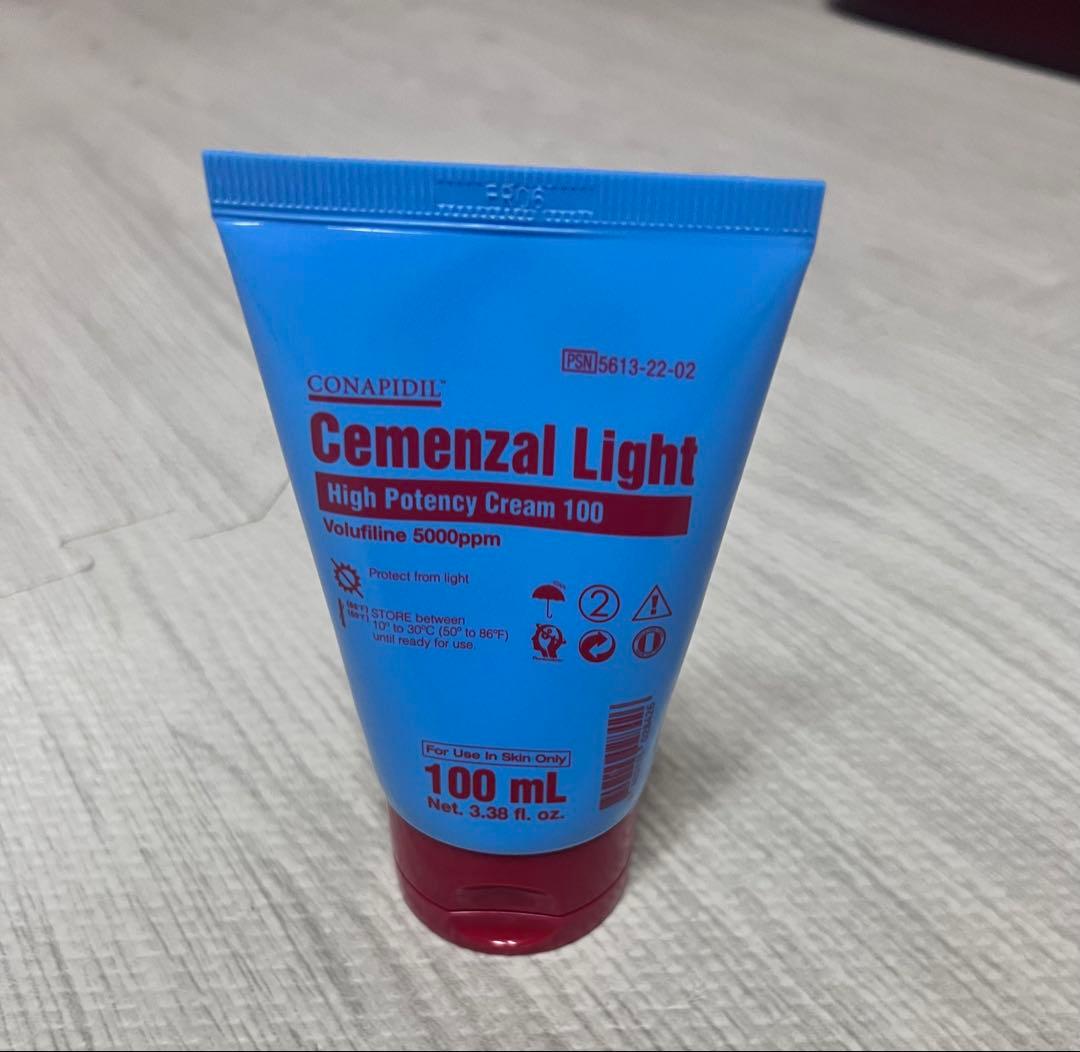 PSN 5613-22-02
CONAPIDIL™
Cemenzal Light
High Potency Cream 100
Volufiline 5000ppm
Protect from light
STORE between
10° to 30°C (50° to 86°F)
until ready for use.
2
For Use In Skin Only
100 mL
Net. 3.38 fl. oz.